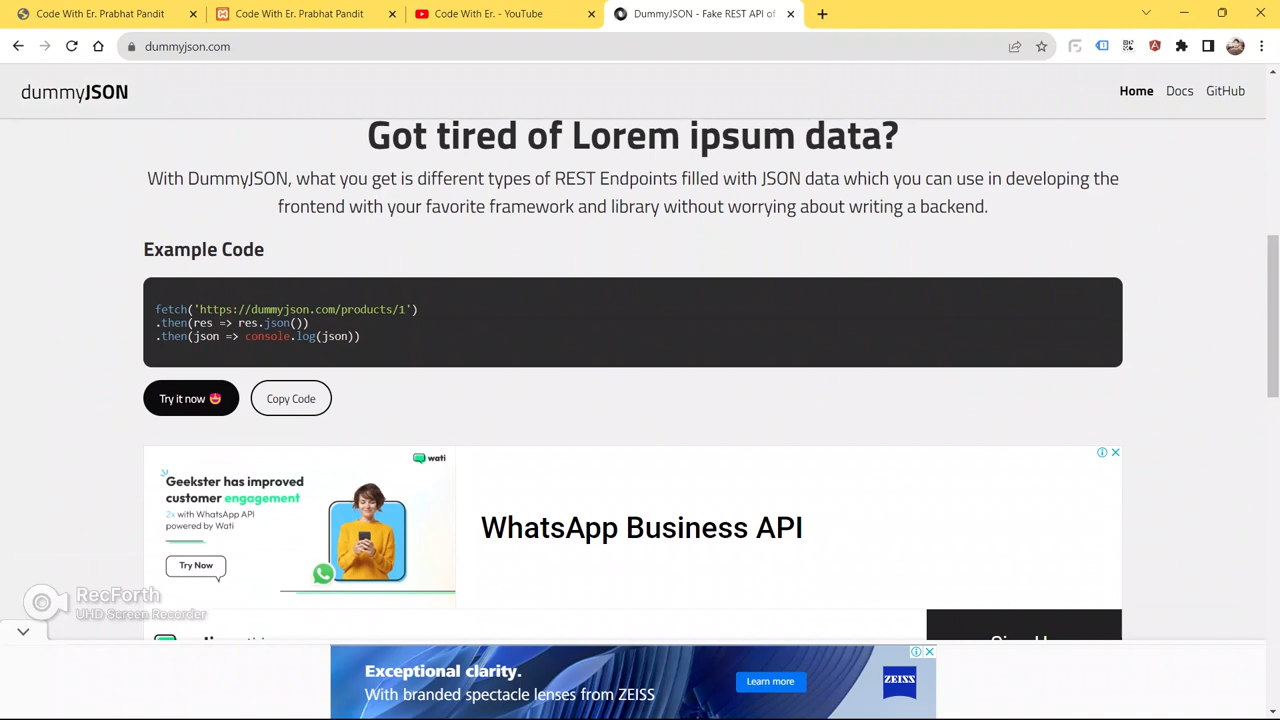 Code With Er. Prabhat Pandit
Code With Er. Prabhat Pandit
Code With Er. - YouTube
DummyJSON - Fake REST API of
dummyjson.com
dummyJSON
Home
Docs
GitHub
Got tired of Lorem ipsum data?
With DummyJSON, what you get is different types of REST Endpoints filled with JSON data which you can use in developing the
frontend with your favorite framework and library without worrying about writing a backend.
Example Code
fetch('https://dummyjson.com/products/1')
.then(res => res.json())
.then(json => console.log(json))
Try it now
Copy Code
wati
Geekster has improved
customer engagement
2x with WhatsApp API
powered by Wati
Try Now
WhatsApp Business API
RecForth
UHD Screen Recorder
Exceptional clarity.
With branded spectacle lenses from ZEISS
Learn more
ZEISS